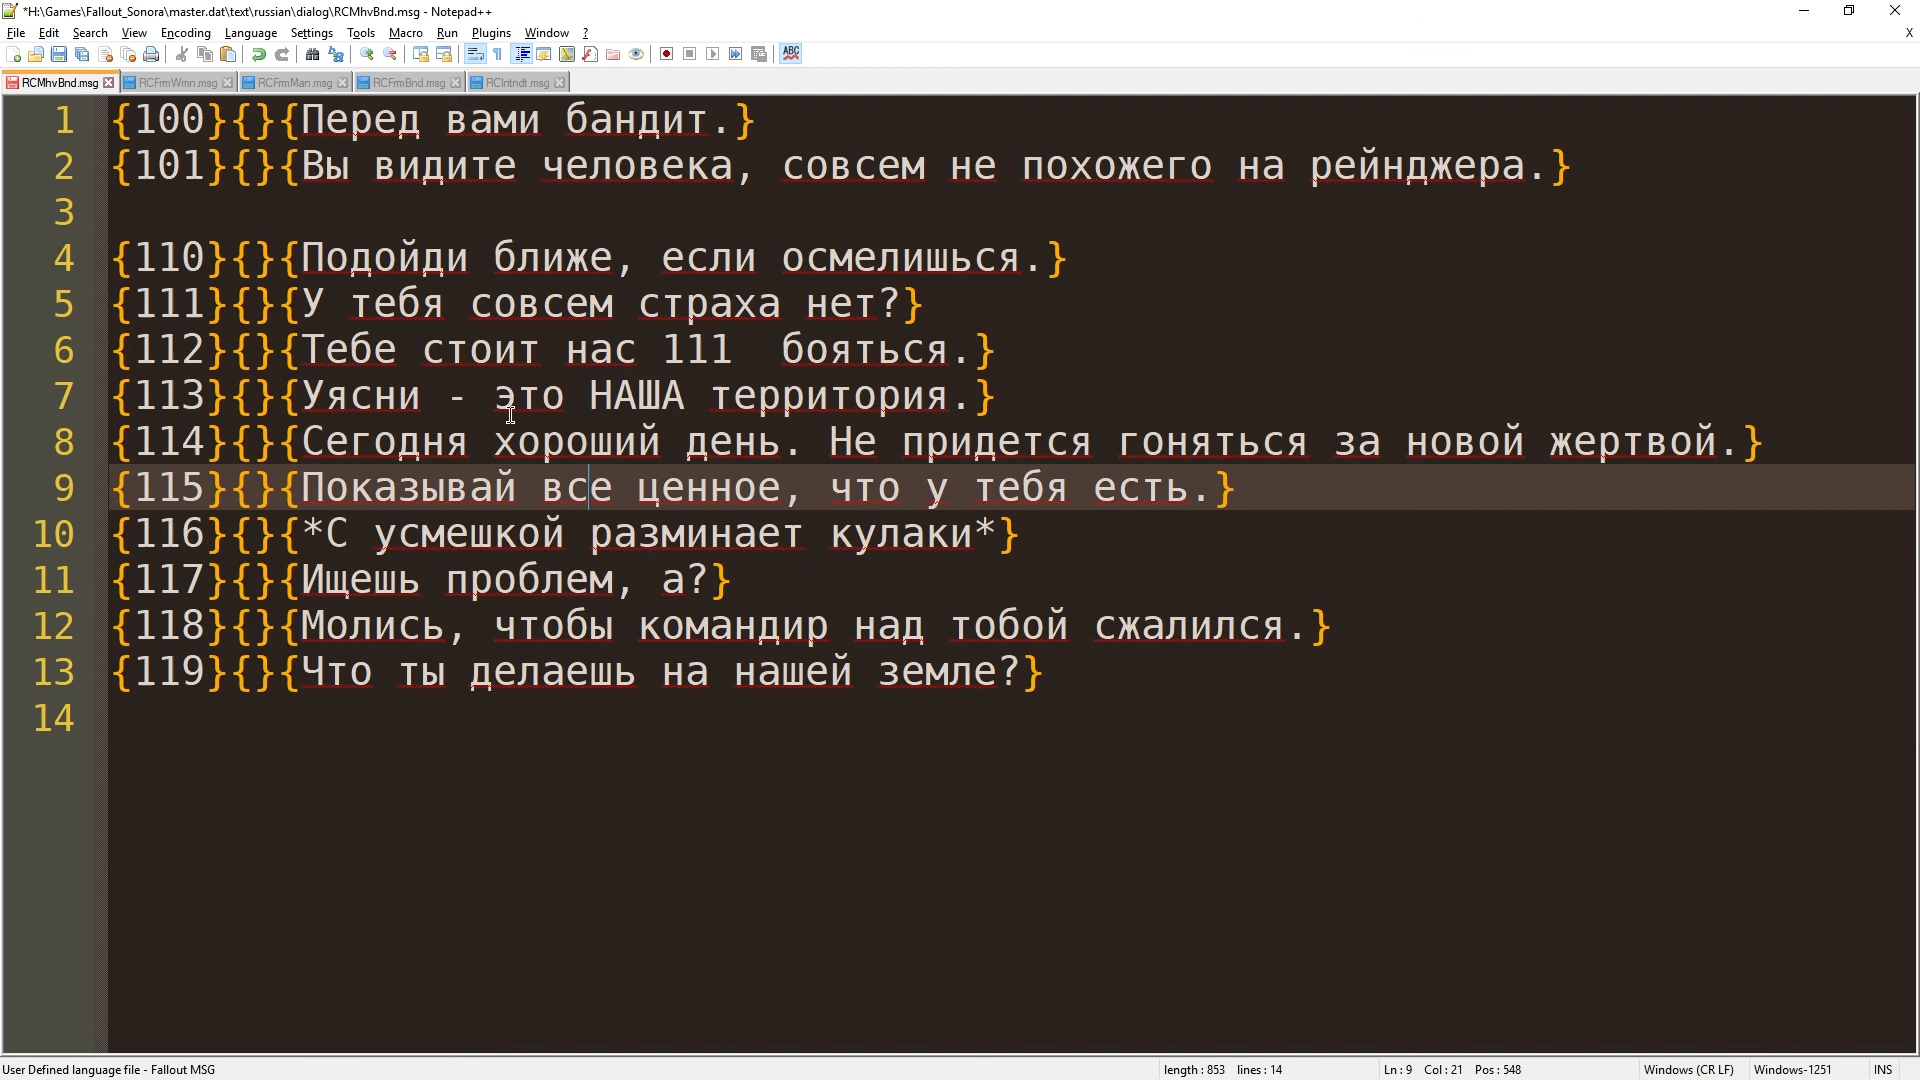 *H:\Games\Fallout_Sonora\master.dat\text\russian\dialog\RCMhvBnd.msg - Notepad++
File Edit Search View Encoding Language Settings Tools Macro Run Plugins Window ? X
ABC
RCMhvBnd.msg RCFrmWmn.msg RCFrmMan.msg RCFrmBnd.msg RCIntndt.msg
1 {100}{}{Перед вами бандит.}
2 {101}{}{Вы видите человека, совсем не похожего на рейнджера.}
3
4 {110}{}{Подойди ближе, если осмелишься.}
5 {111}{}{У тебя совсем страха нет?}
6 {112}{}{Тебе стоит нас 111  бояться.}
7 {113}{}{Уясни - это НАША территория.}
8 {114}{}{Сегодня хороший день. Не придется гоняться за новой жертвой.}
9 {115}{}{Показывай все ценное, что у тебя есть.}
10 {116}{}{*С усмешкой разминает кулаки*}
11 {117}{}{Ищешь проблем, а?}
12 {118}{}{Молись, чтобы командир над тобой сжалился.}
13 {119}{}{Что ты делаешь на нашей земле?}
14
User Defined language file - Fallout MSG length : 853 lines : 14 Ln : 9 Col : 21 Pos : 548 Windows (CR LF) Windows-1251 INS